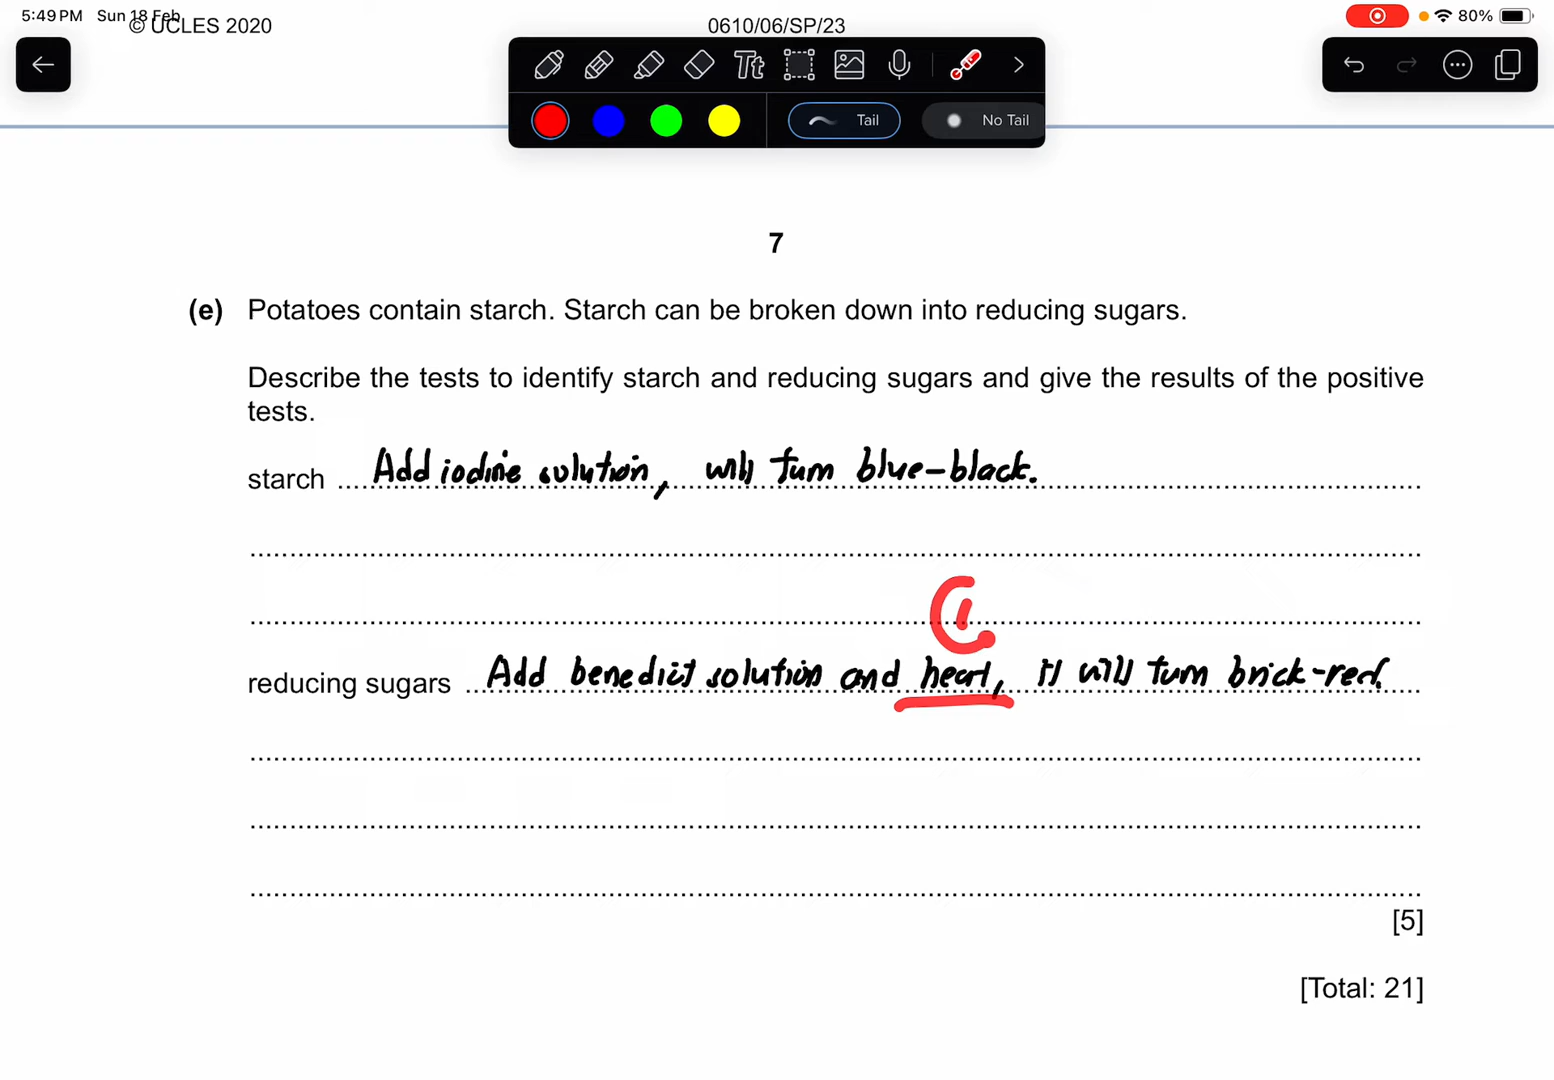 5:49 PM Sun 18 Feb 80%
© UCLES 2020 0610/06/SP/23
Tt
Tail No Tail
7
(e) Potatoes contain starch. Starch can be broken down into reducing sugars.
Describe the tests to identify starch and reducing sugars and give the results of the positive
tests.
starch Add iodine solution, will turn blue-black.
1
reducing sugars Add benedict solution and heat, it will turn brick-red.
[5]
[Total: 21]